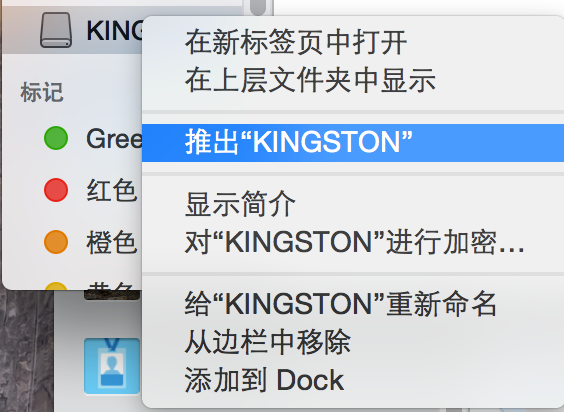 KING
在新标签页中打开
在上层文件夹中显示
标记
推出“KINGSTON”
Gree
红色
显示简介
橙色
对“KINGSTON”进行加密...
黄色
给“KINGSTON”重新命名
从边栏中移除
添加到 Dock